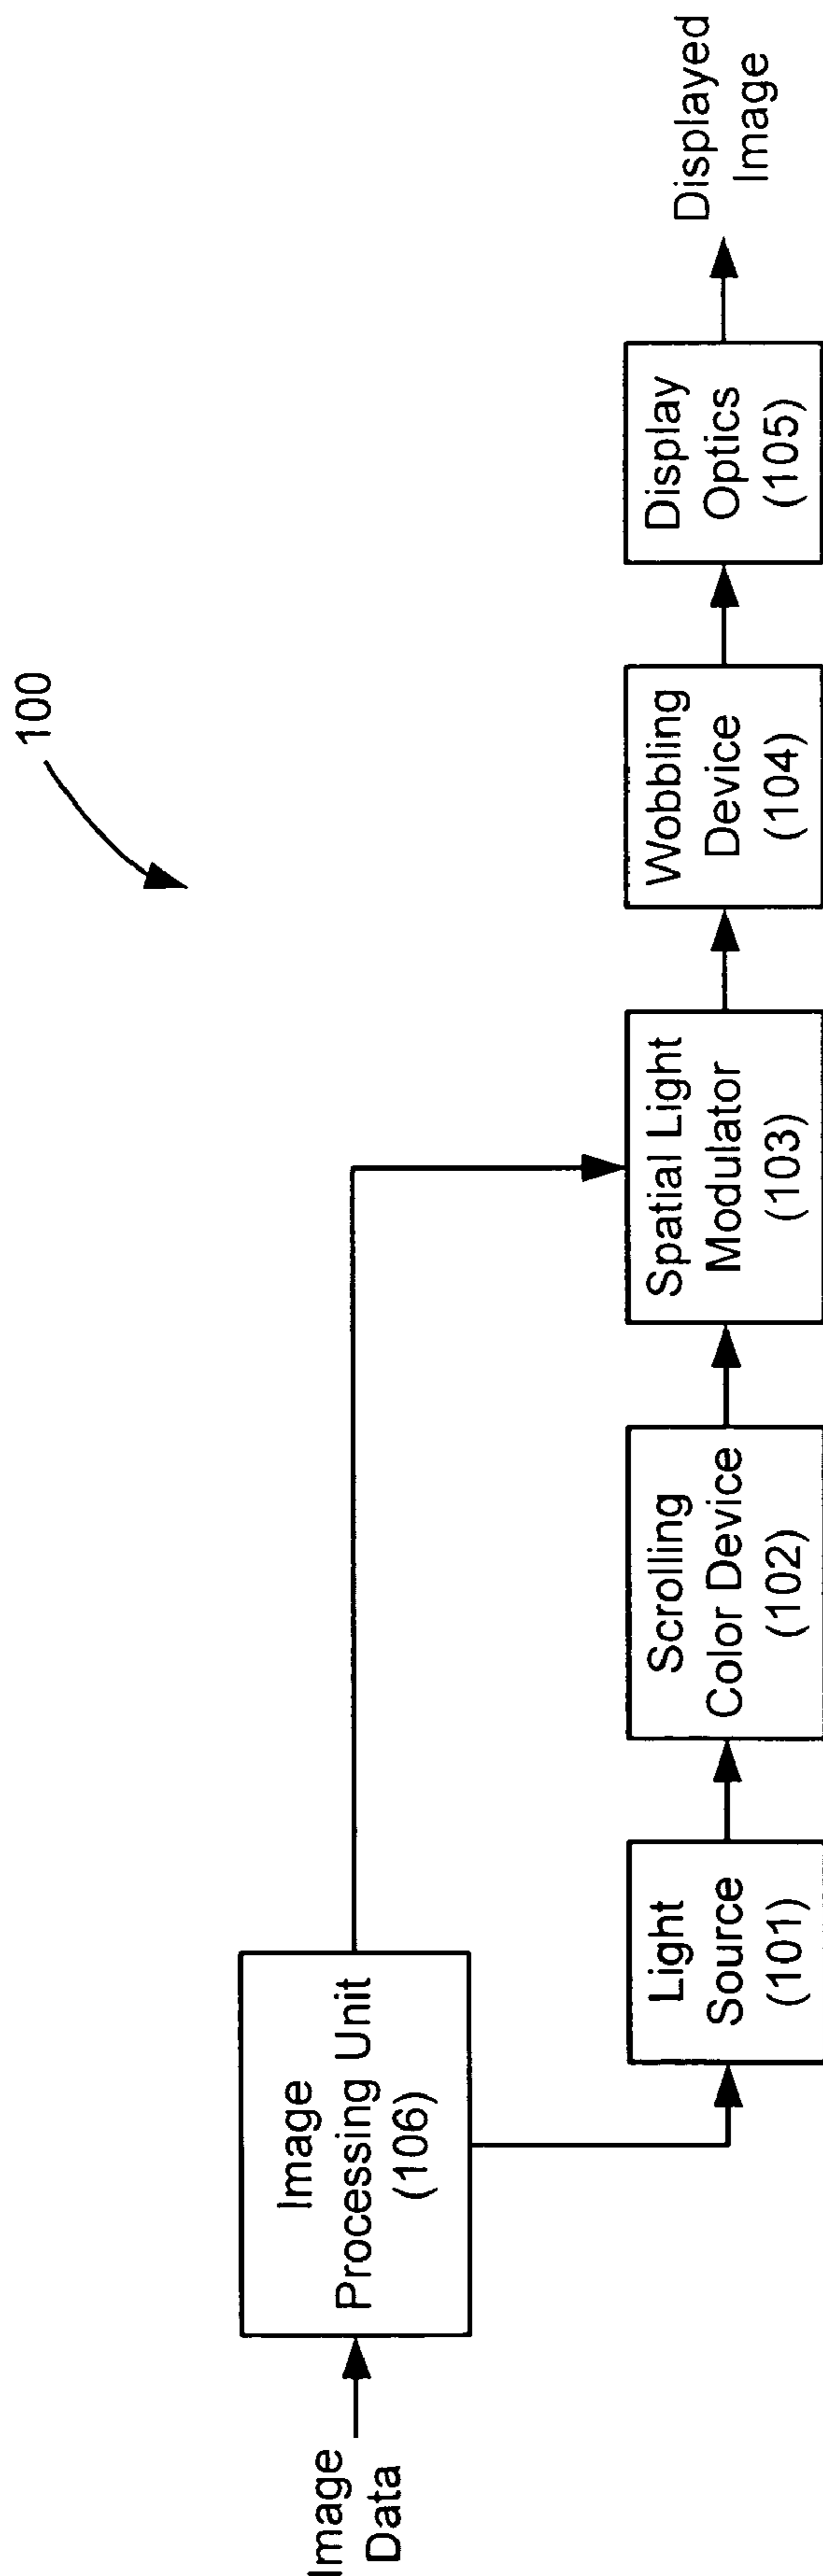 100
Image
Data
Image
Processing Unit
(106)
Light
Source
(101)
Scrolling
Color Device
(102)
Spatial Light
Modulator
(103)
Wobbling
Device
(104)
Display
Optics
(105)
Displayed
Image